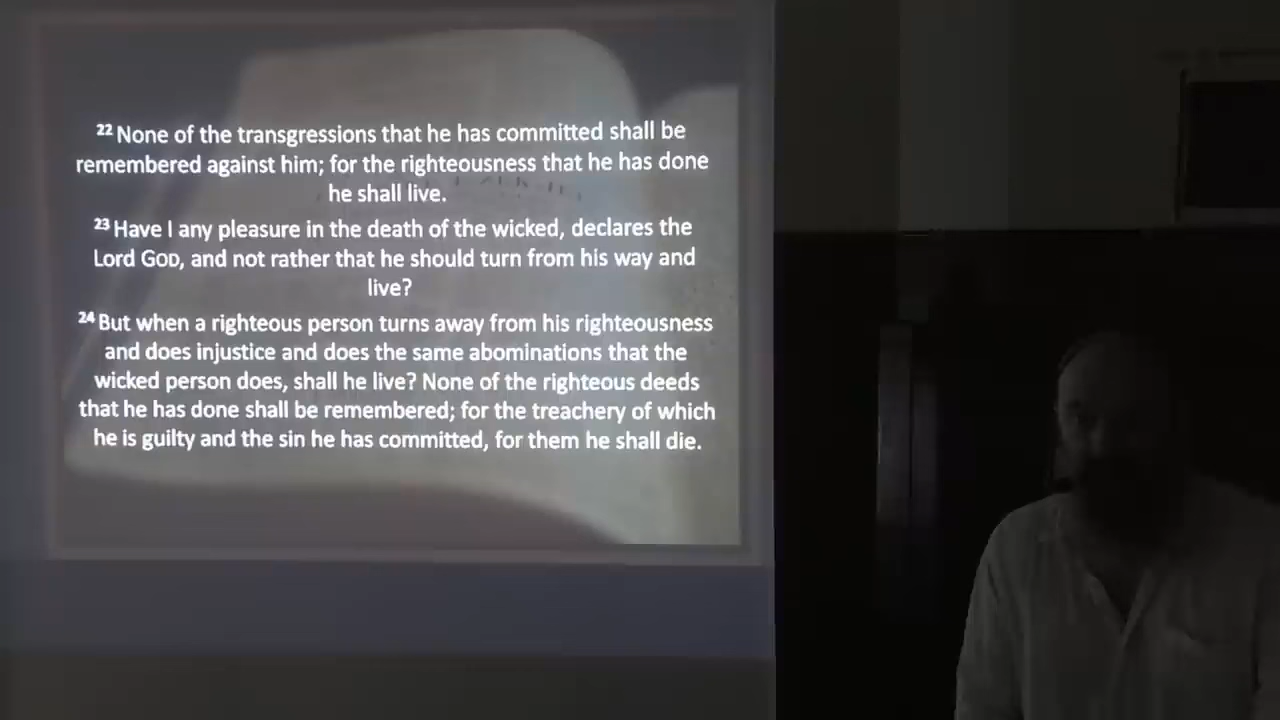 22 None of the transgressions that he has committed shall be
remembered against him; for the righteousness that he has done
he shall live.
23 Have I any pleasure in the death of the wicked, declares the
Lord GOD, and not rather that he should turn from his way and
live?
24 But when a righteous person turns away from his righteousness
and does injustice and does the same abominations that the
wicked person does, shall he live? None of the righteous deeds
that he has done shall be remembered; for the treachery of which
he is guilty and the sin he has committed, for them he shall die.